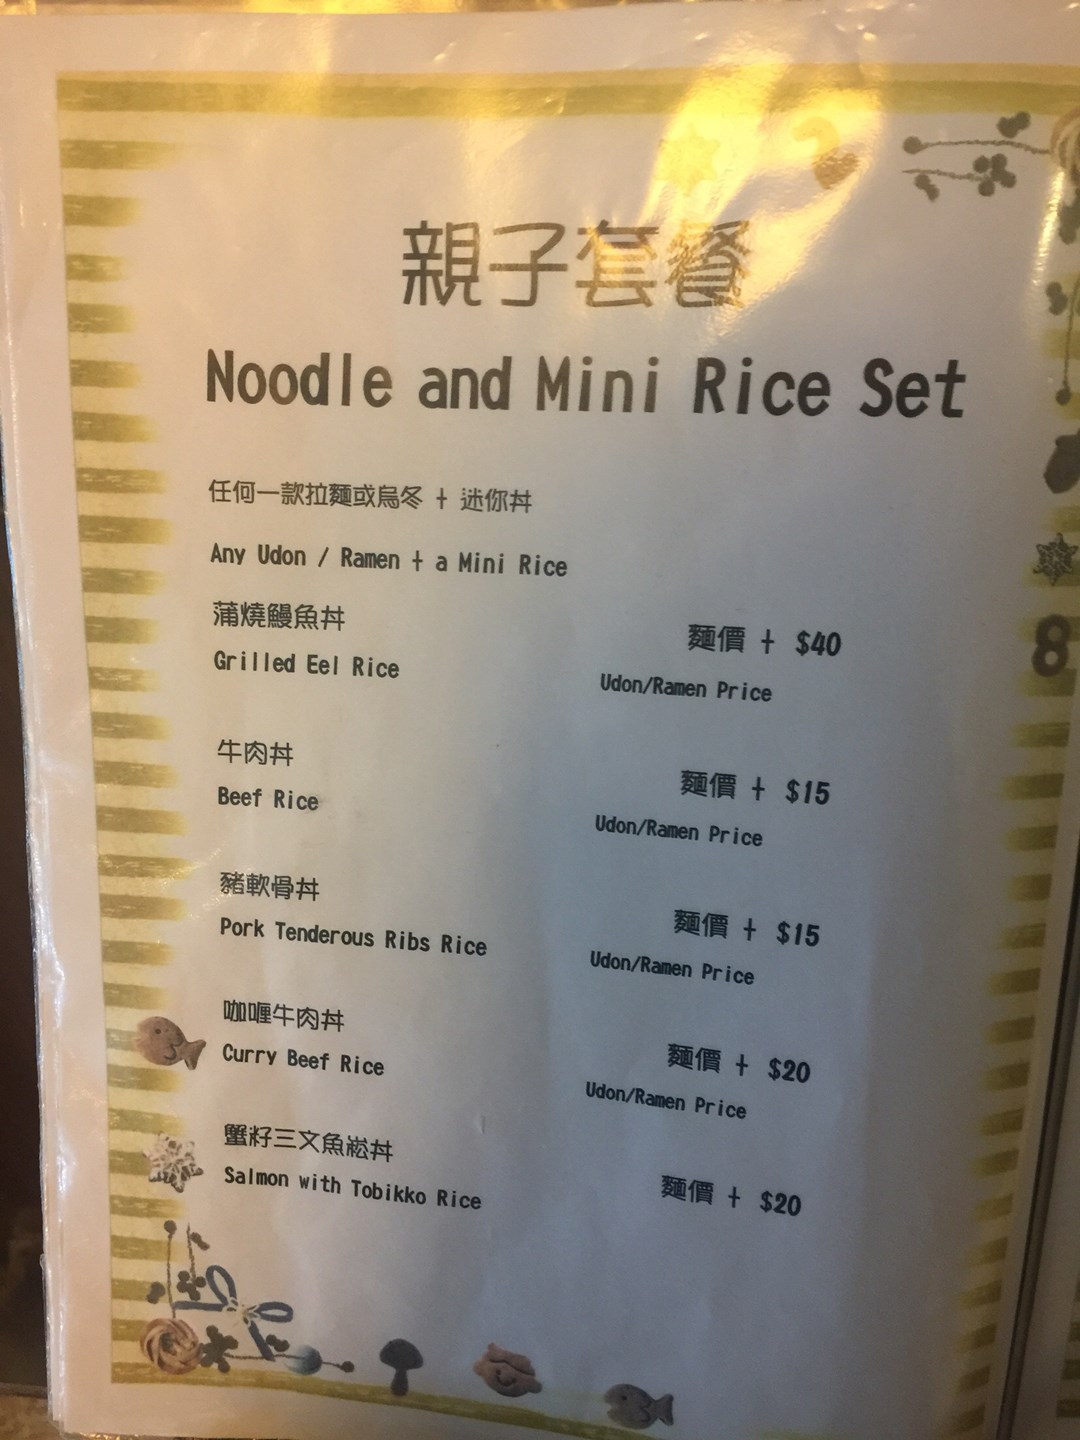 親子套餐
Noodle and Mini Rice Set
任何一款拉麵或烏冬 + 迷你丼
Any Udon / Ramen + a Mini Rice
蒲燒鰻魚丼
麵價 + $40
Grilled Eel Rice
Udon/Ramen Price
牛肉丼
麵價 + $15
Beef Rice
Udon/Ramen Price
豬軟骨丼
麵價 + $15
Pork Tenderous Ribs Rice
Udon/Ramen Price
咖喱牛肉丼
麵價 + $20
Curry Beef Rice
Udon/Ramen Price
蟹籽三文魚崧丼
麵價 + $20
Salmon with Tobikko Rice
8